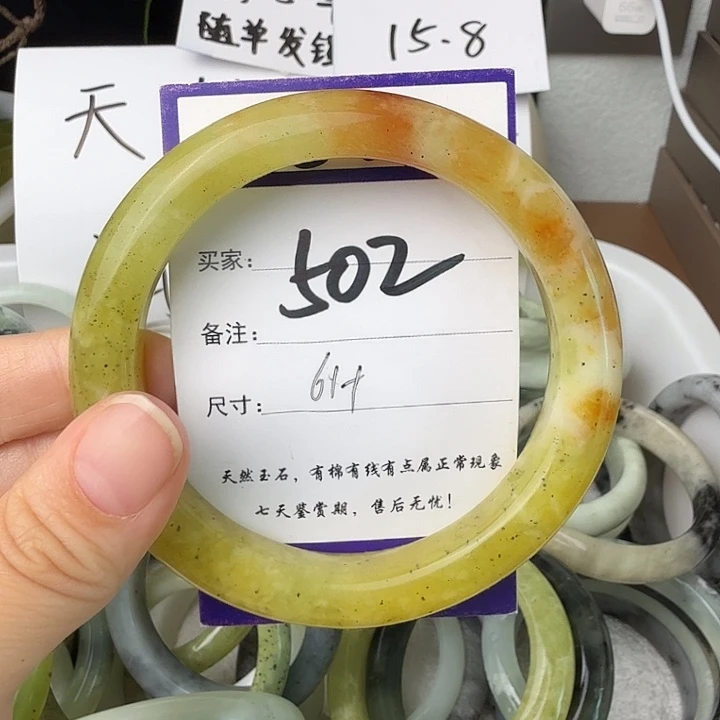 随单发
15-8
天
买家: 502
备注:
尺寸: 61+
天然玉石，有棉有线有点属正常现象
七天鉴赏期，售后无忧！